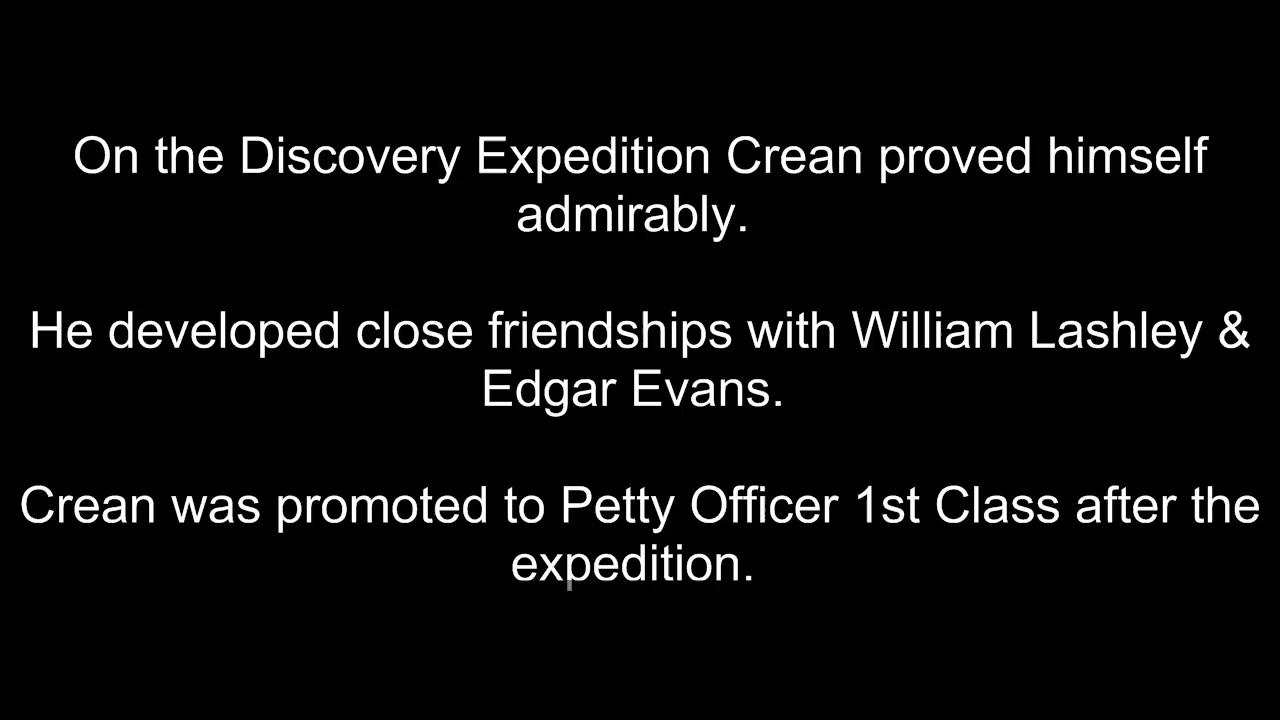 On the Discovery Expedition Crean proved himself
admirably.
He developed close friendships with William Lashley &
Edgar Evans.
Crean was promoted to Petty Officer 1st Class after the
expedition.